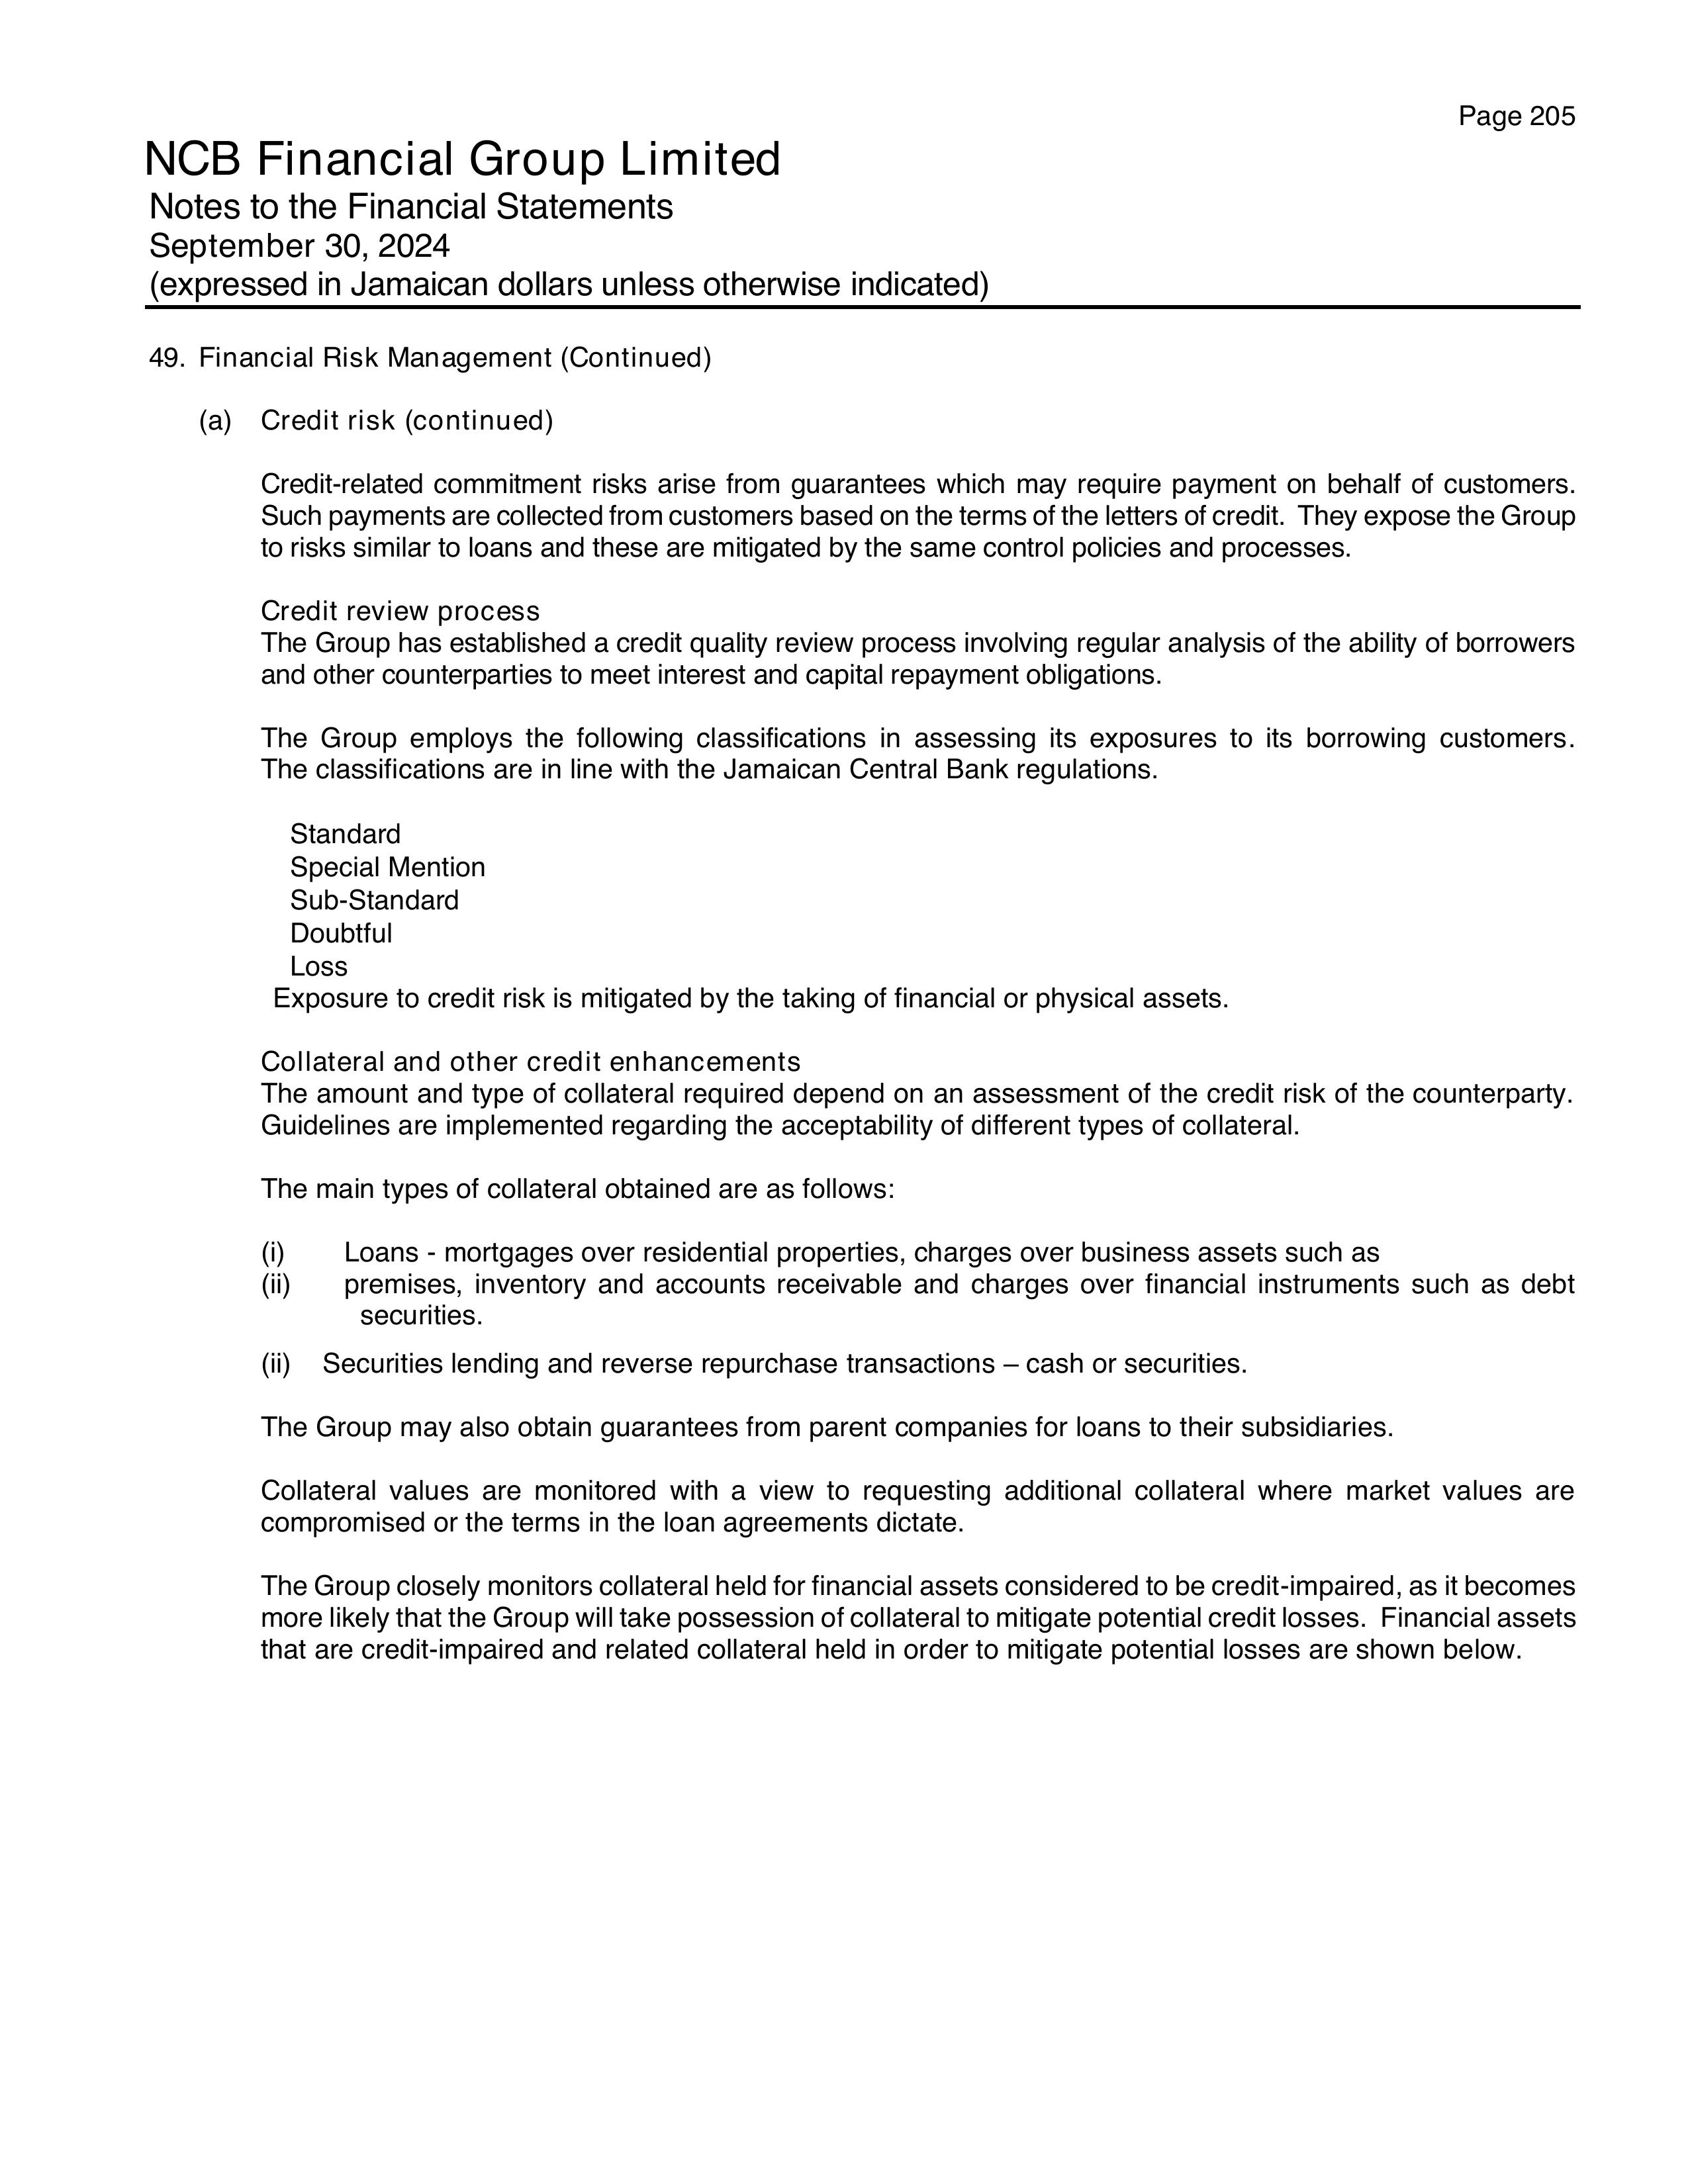 Page 205
NCB Financial Group Limited
Notes to the Financial Statements
September 30, 2024
(expressed in Jamaican dollars unless otherwise indicated)
49. Financial Risk Management (Continued)
(a) Credit risk (continued)
Credit-related commitment risks arise from guarantees which may require payment on behalf of customers.
Such payments are collected from customers based on the terms of the letters of credit. They expose the Group
to risks similar to loans and these are mitigated by the same control policies and processes.
Credit review process
The Group has established a credit quality review process involving regular analysis of the ability of borrowers
and other counterparties to meet interest and capital repayment obligations.
The Group employs the following classifications in assessing its exposures to its borrowing customers.
The classifications are in line with the Jamaican Central Bank regulations.
Standard
Special Mention
Sub-Standard
Doubtful
Loss
Exposure to credit risk is mitigated by the taking of financial or physical assets.
Collateral and other credit enhancements
The amount and type of collateral required depend on an assessment of the credit risk of the counterparty.
Guidelines are implemented regarding the acceptability of different types of collateral.
The main types of collateral obtained are as follows:
(i) Loans - mortgages over residential properties, charges over business assets such as
(ii) premises, inventory and accounts receivable and charges over financial instruments such as debt
securities.
(ii) Securities lending and reverse repurchase transactions – cash or securities.
The Group may also obtain guarantees from parent companies for loans to their subsidiaries.
Collateral values are monitored with a view to requesting additional collateral where market values are
compromised or the terms in the loan agreements dictate.
The Group closely monitors collateral held for financial assets considered to be credit-impaired, as it becomes
more likely that the Group will take possession of collateral to mitigate potential credit losses. Financial assets
that are credit-impaired and related collateral held in order to mitigate potential losses are shown below.